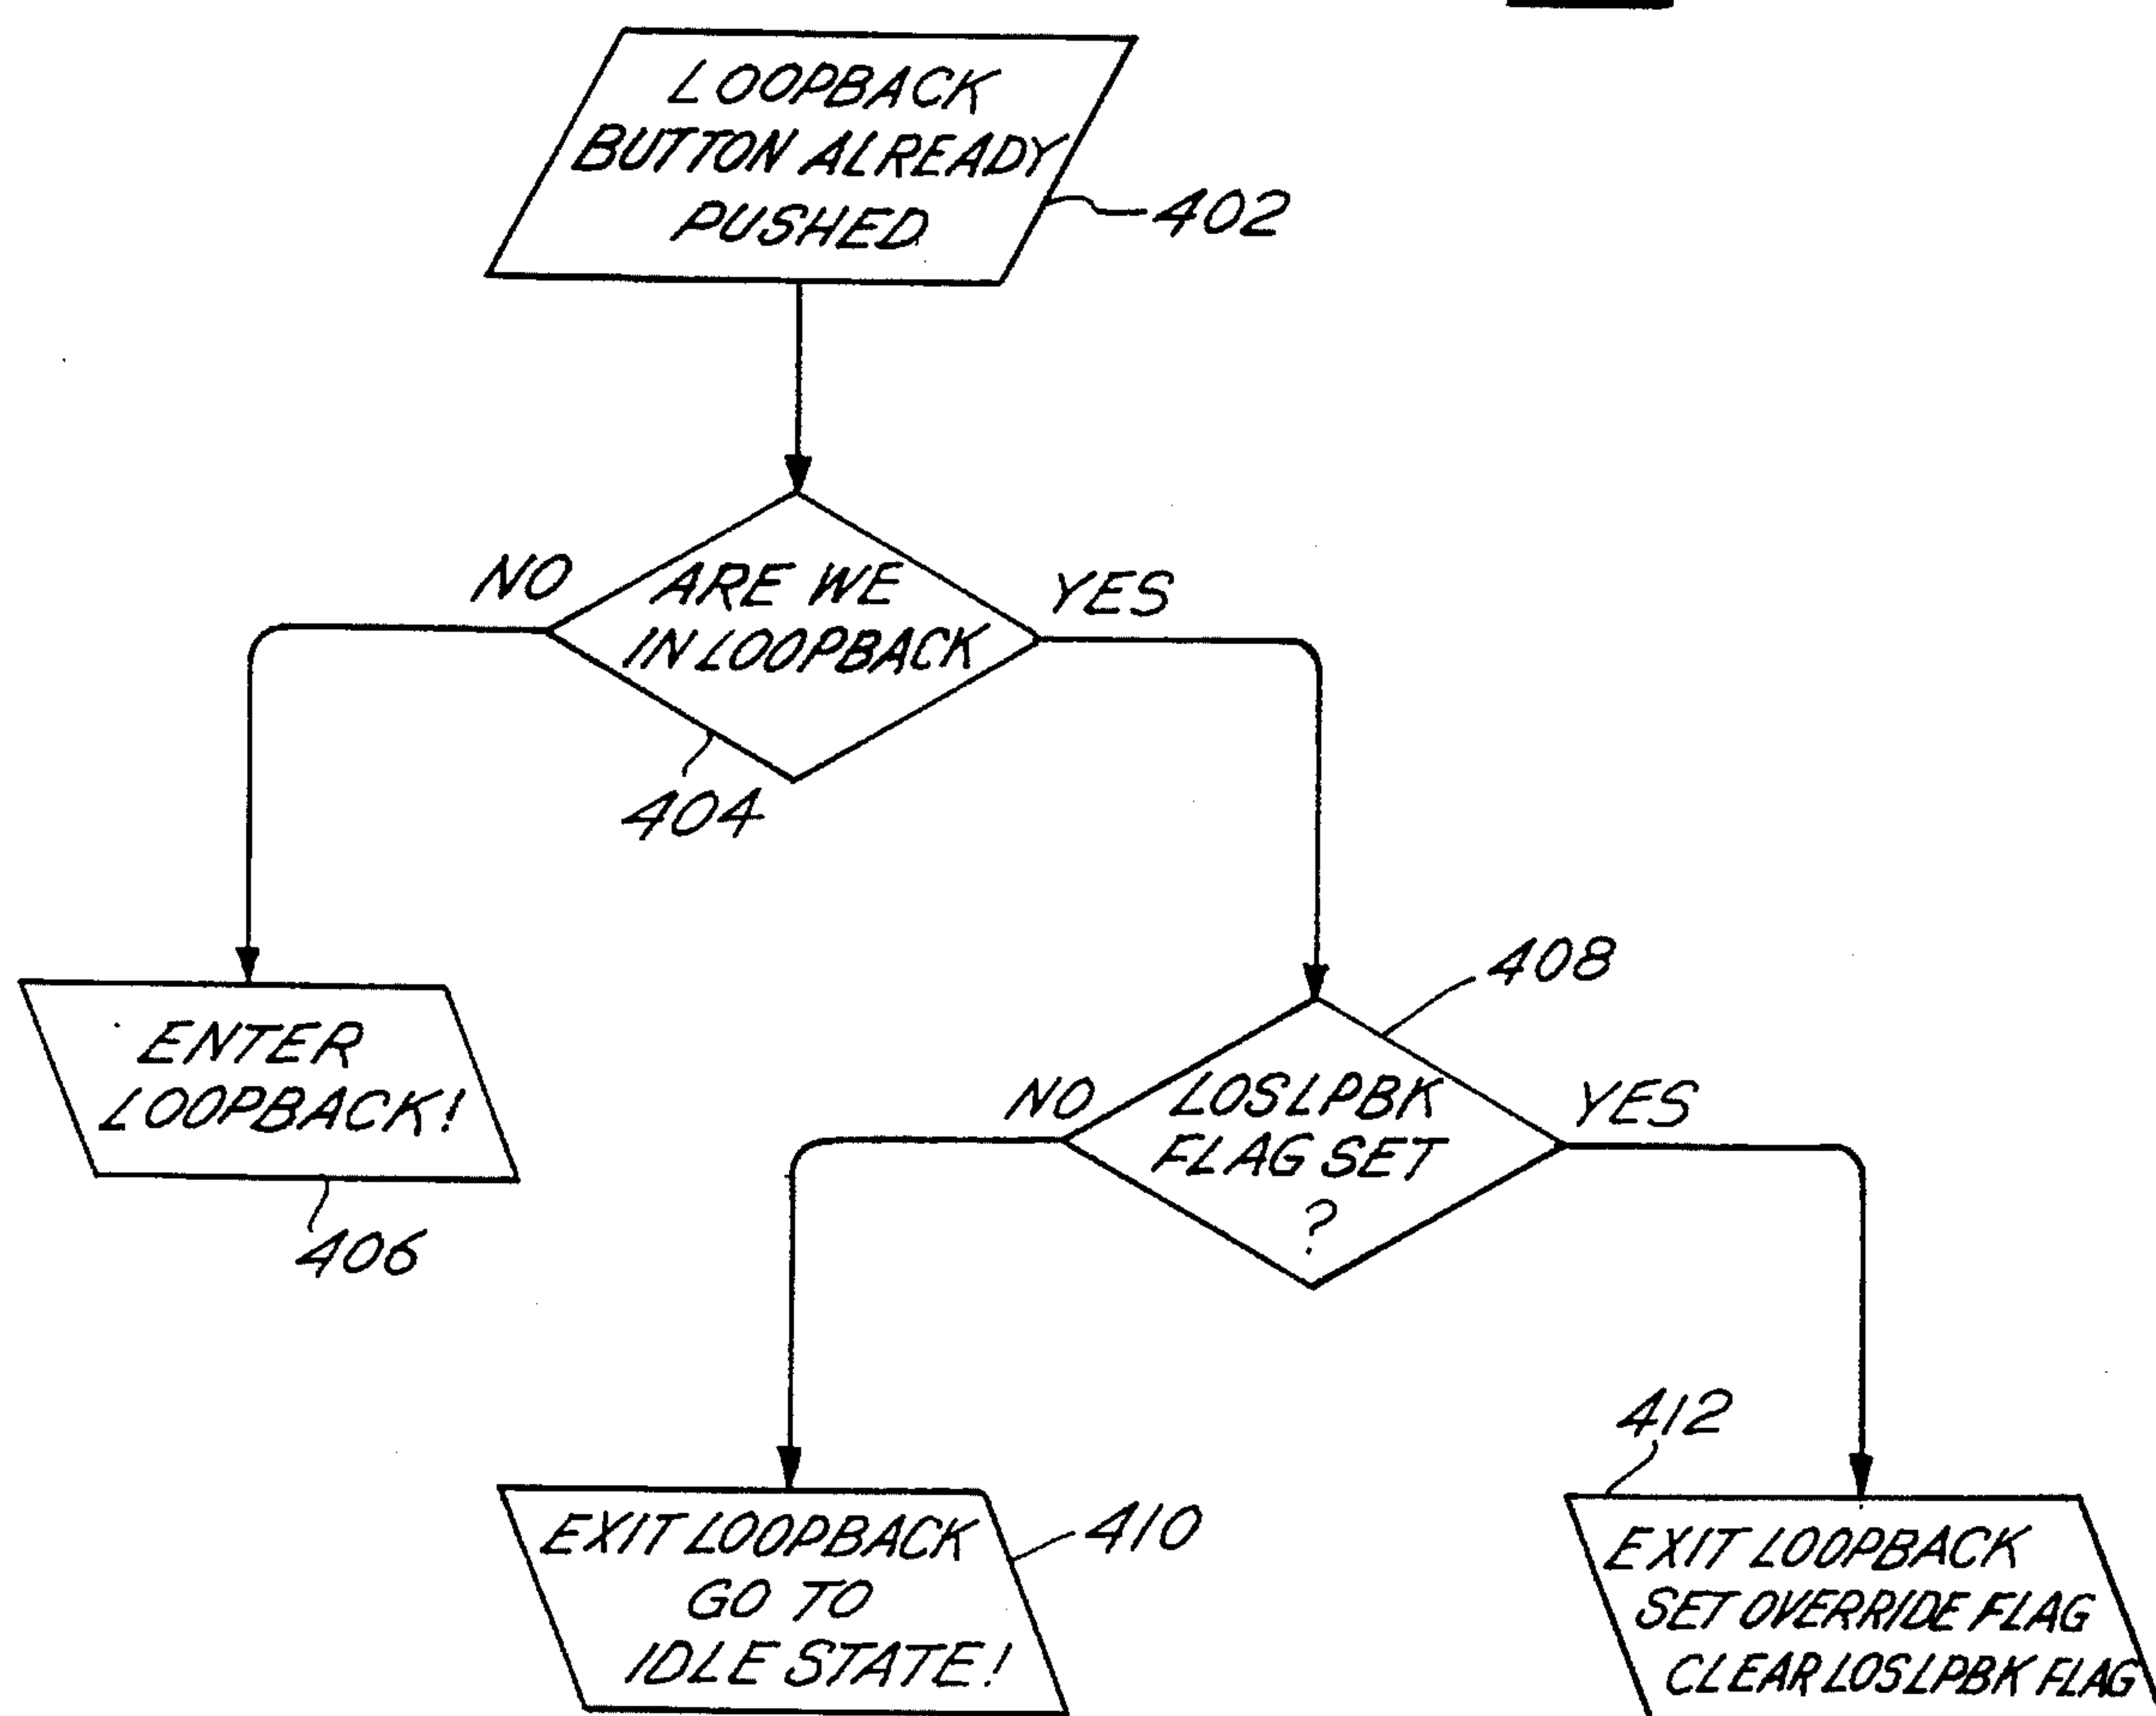 LOOPBACK
BUTTON ALREADY
PUSHED
402
NO
ARE WE
IN LOOPBACK
YES
404
ENTER
LOOPBACK!
406
408
NO
LOSLPBK
FLAG SET
?
YES
EXIT LOOPBACK
GO TO
IDLE STATE!
410
412
EXIT LOOPBACK
SET OVERRIDE FLAG
CLEAR LOSLPBK FLAG